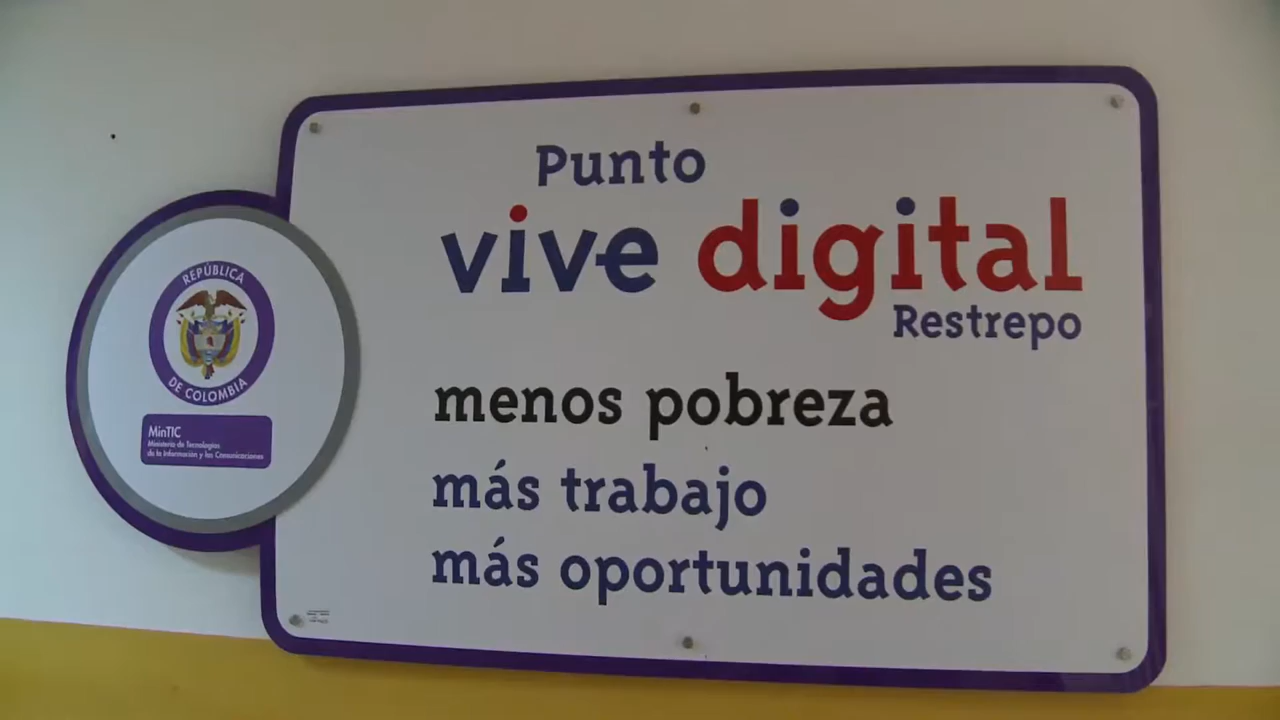 Punto
vive digital
Restrepo
menos pobreza
más trabajo
más oportunidades
REPÚBLICA
DE COLOMBIA
MinTIC
Ministerio de Tecnologías
de la Información y las Comunicaciones